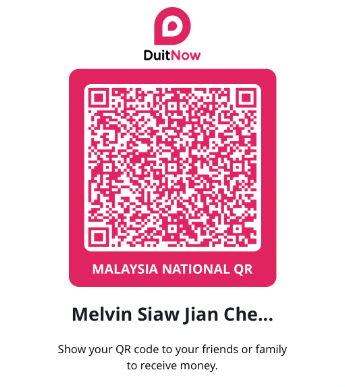 DuitNow
MALAYSIA NATIONAL QR
Melvin Siaw Jian Che...
Show your QR code to your friends or family
to receive money.